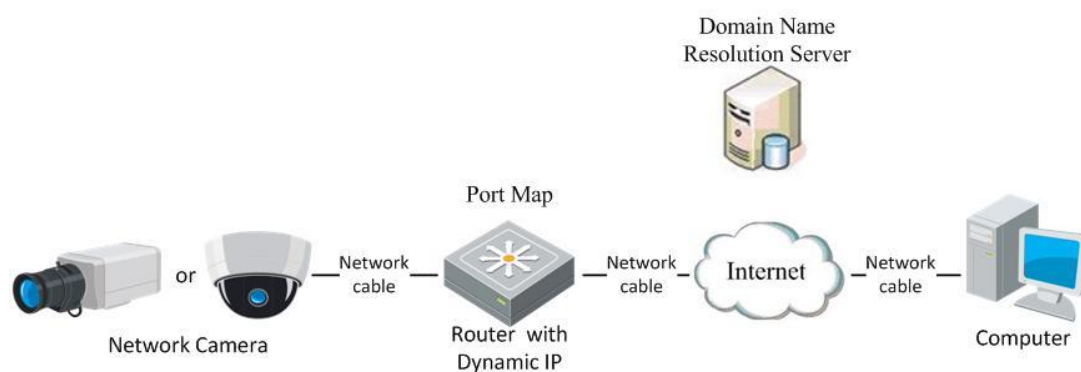 Domain Name
Resolution Server
Port Map
or
Network
cable
Network
cable
Internet
Network
cable
Network Camera
Router with
Dynamic IP
Computer